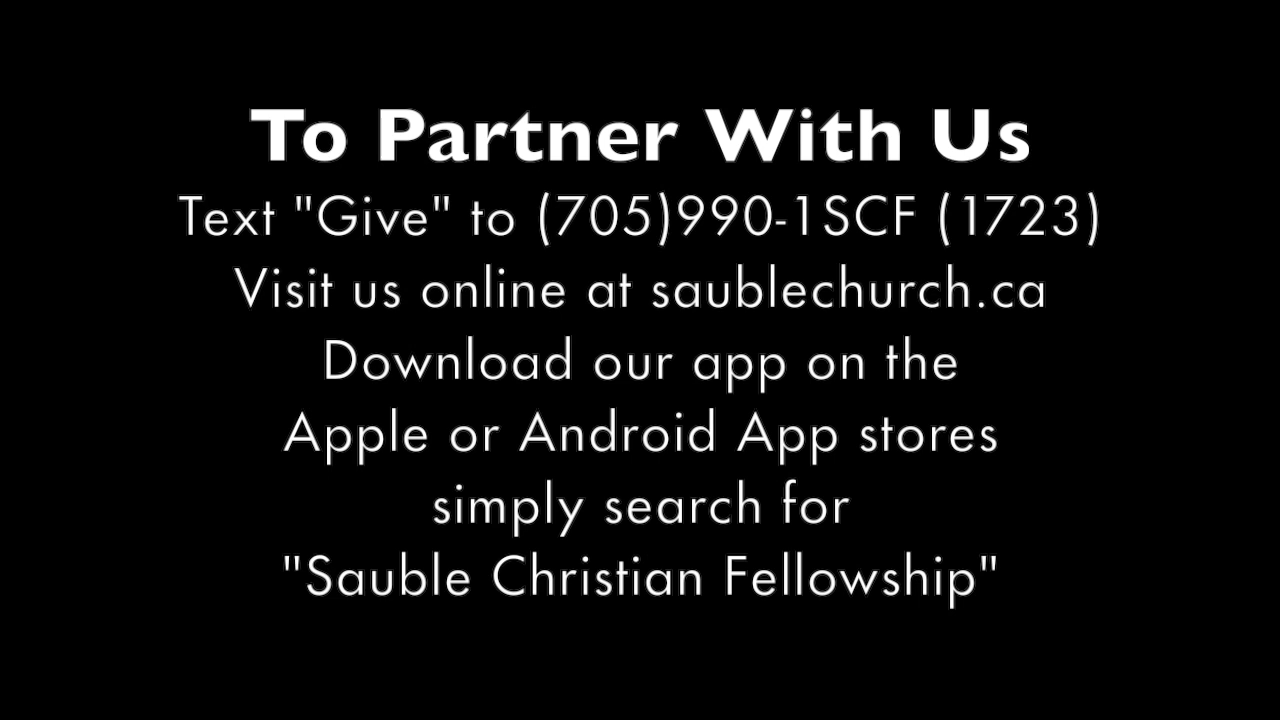 To Partner With Us
Text "Give" to (705)990-1SCF (1723)
Visit us online at saublechurch.ca
Download our app on the
Apple or Android App stores
simply search for
"Sauble Christian Fellowship"